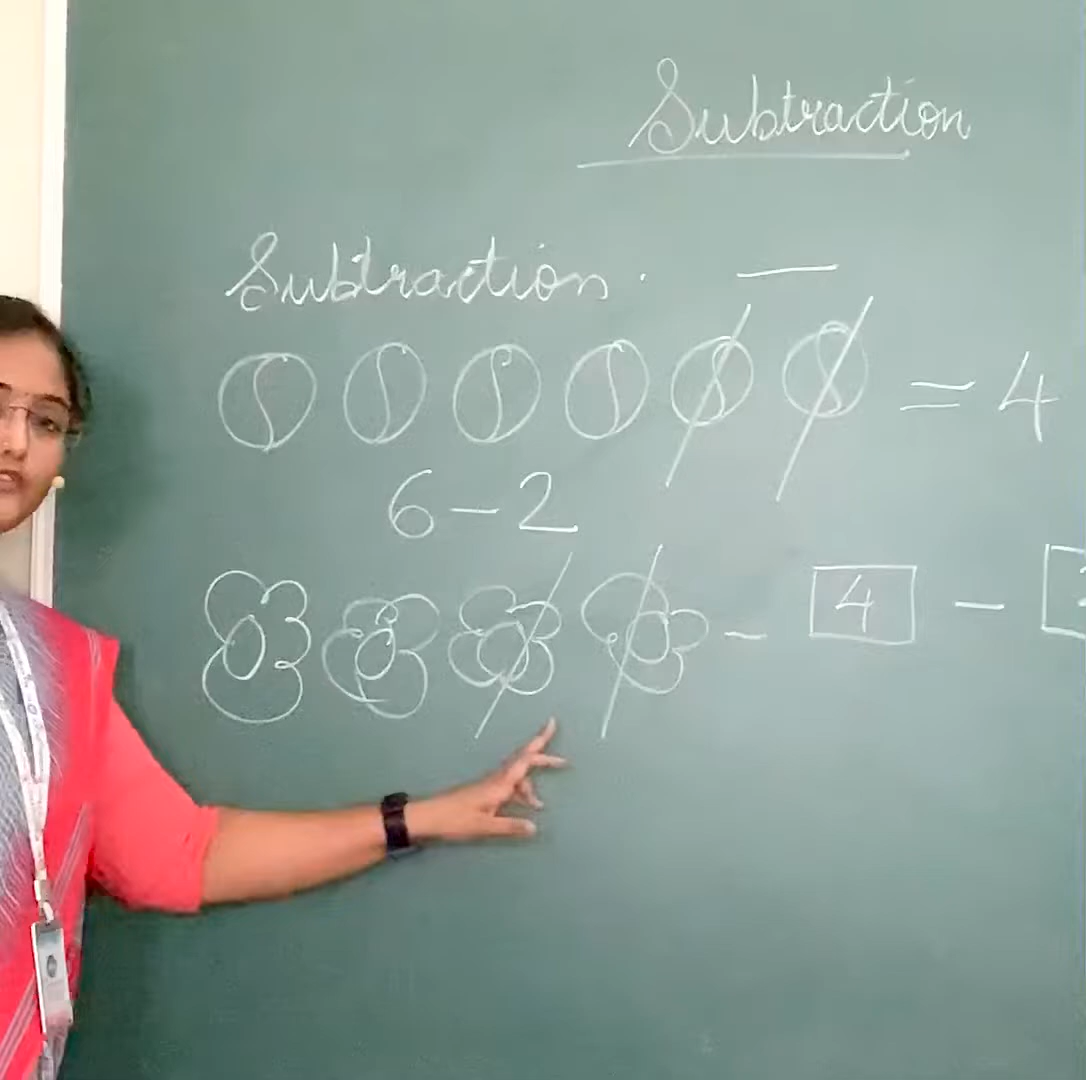 Subtraction
Subtraction. —
= 4
6 - 2
- 4 -